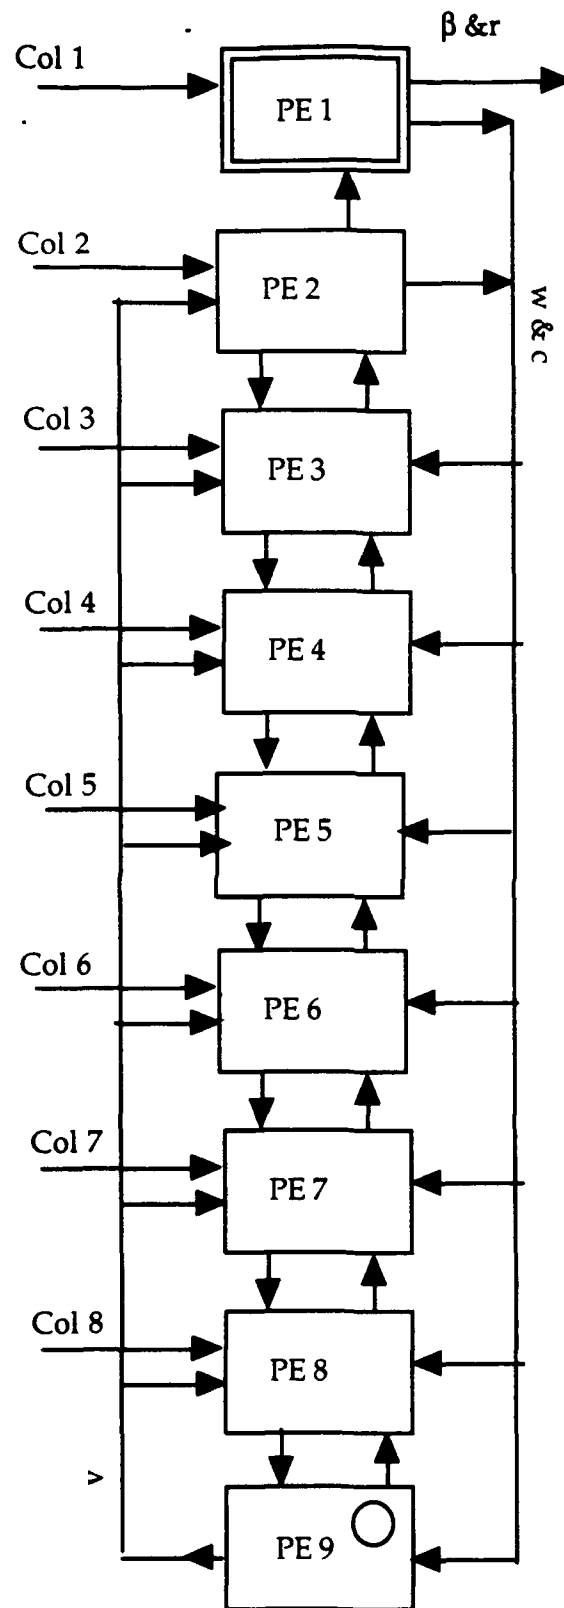 β &r
Col 1
PE 1
Col 2
PE 2
w & c
Col 3
PE 3
Col 4
PE 4
Col 5
PE 5
Col 6
PE 6
Col 7
PE 7
Col 8
PE 8
v
PE 9